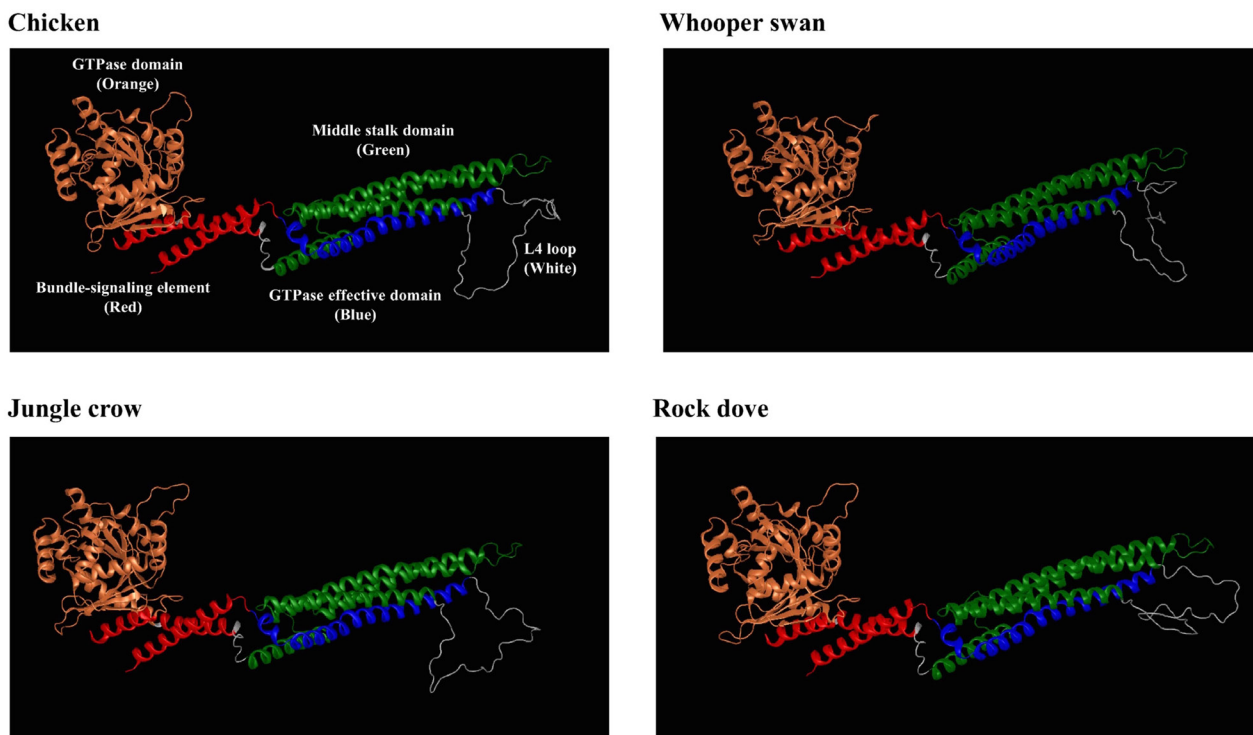 Chicken
GTPase domain
(Orange)
Middle stalk domain
(Green)
L4 loop
(White)
Bundle-signaling element
(Red)
GTPase effective domain
(Blue)
Whooper swan
Jungle crow
Rock dove